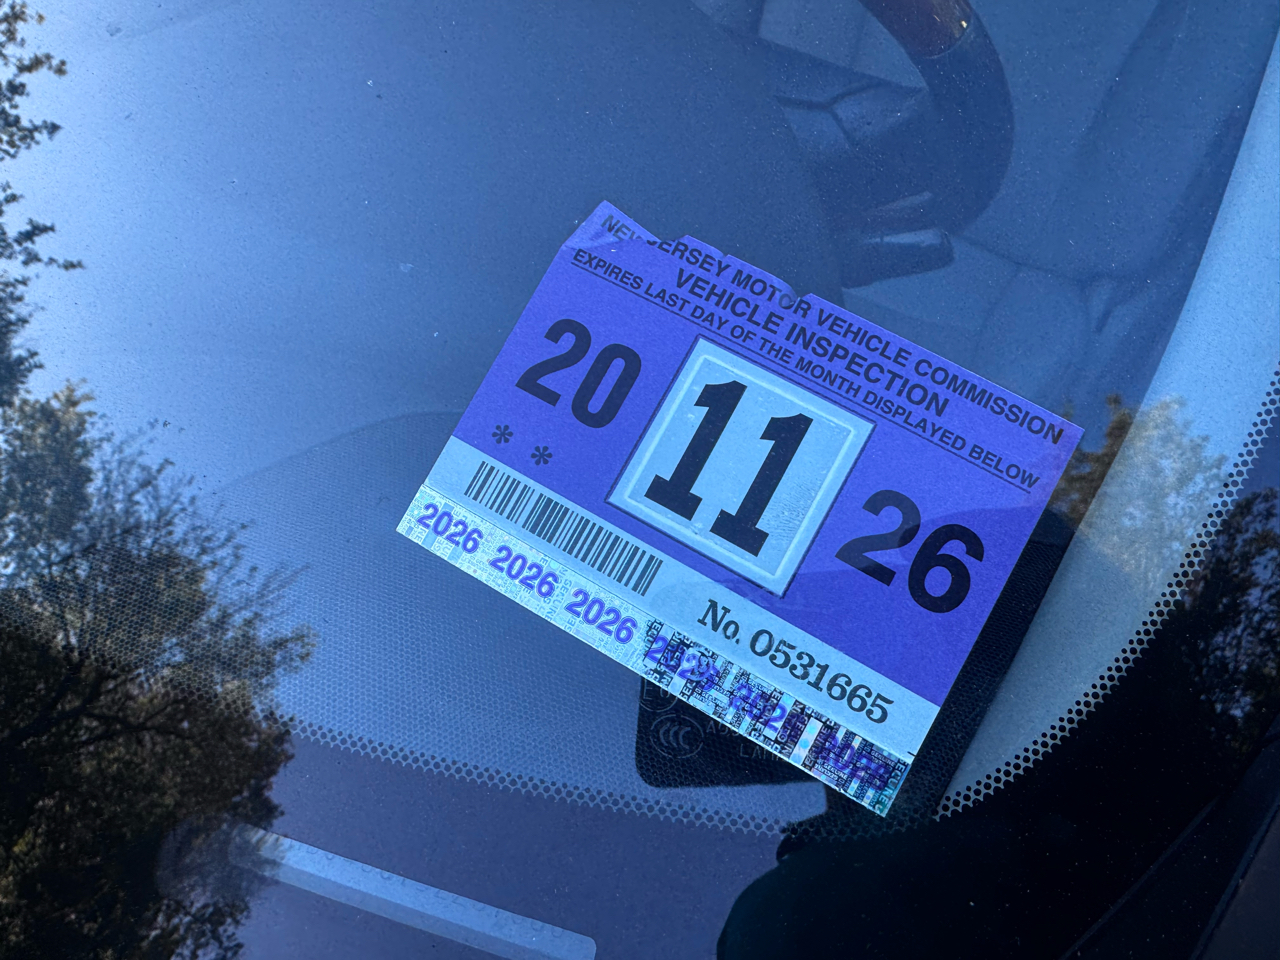 NEW JERSEY MOTOR VEHICLE COMMISSION
VEHICLE INSPECTION
EXPIRES LAST DAY OF THE MONTH DISPLAYED BELOW
20 11 26
* *
No. 0531665
2026 2026 2026